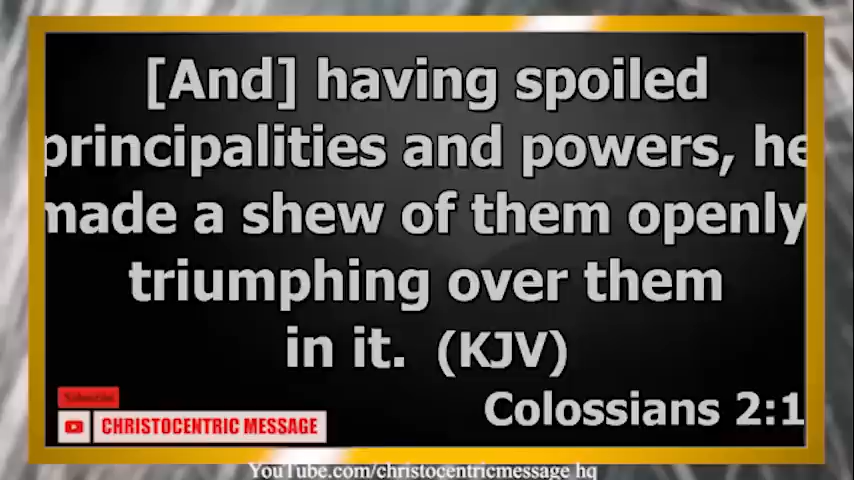 [And] having spoiled
principalities and powers, he
made a shew of them openly
triumphing over them
in it. (KJV)
Colossians 2:1
Subscribe
CHRISTOCENTRIC MESSAGE
YouTube.com/christocentricmessage hq